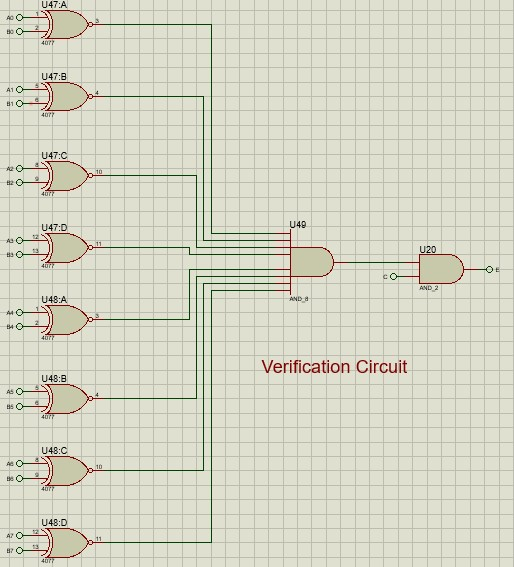 U47:A
A0 1
3
B0 2
4077
U47:B
A1 5
4
B1 6
4077
U47:C
A2 8
10
B2 9
4077
U47:D
A3 12
11
B3 13
4077
U49
AND_8
U20
C
E
AND_2
U48:A
A4 1
3
B4 2
4077
Verification Circuit
U48:B
A5 5
4
B5 6
4077
U48:C
A6 8
10
B6 9
4077
U48:D
A7 12
11
B7 13
4077